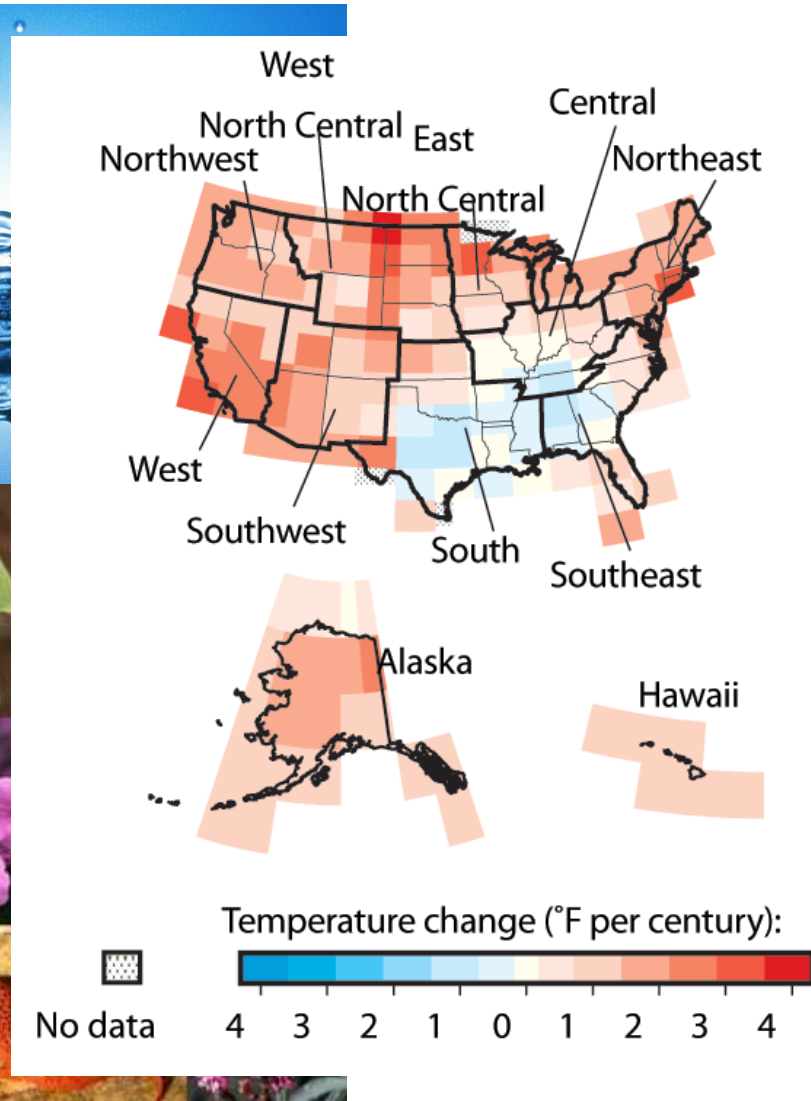 West
Central
North Central
East
Northwest
Northeast
North Central
West
Southwest
South
Southeast
Alaska
Hawaii
Temperature change (˚F per century):
No data
4 3 2 1 0 1 2 3 4